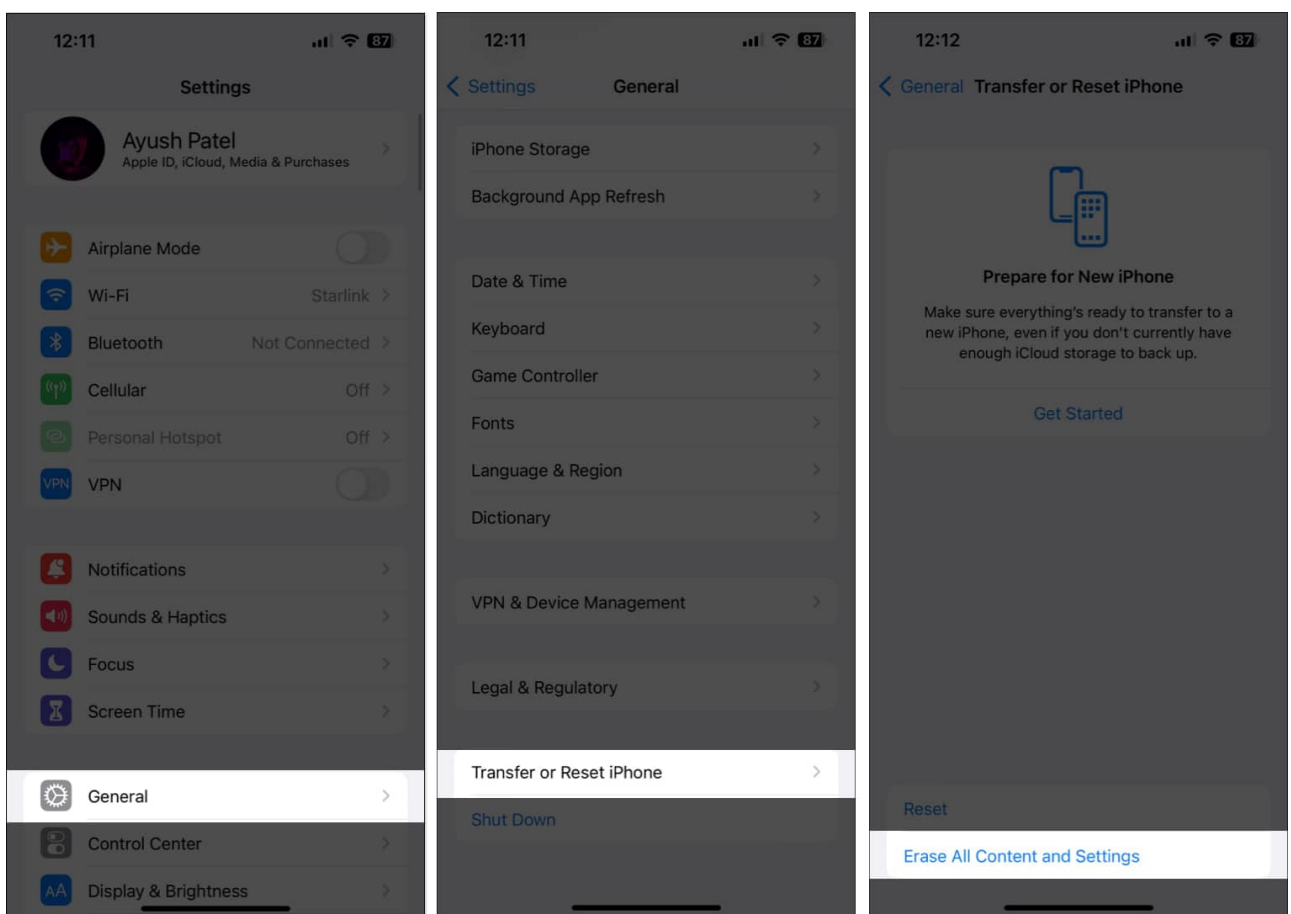 12:11
87
Settings
Ayush Patel
Apple ID, iCloud, Media & Purchases
Airplane Mode
Wi-Fi Starlink
Bluetooth Not Connected
Cellular Off
Personal Hotspot Off
VPN VPN
Notifications
Sounds & Haptics
Focus
Screen Time
General
Control Center
AA Display & Brightness
12:11
87
Settings General
iPhone Storage
Background App Refresh
Date & Time
Keyboard
Game Controller
Fonts
Language & Region
Dictionary
VPN & Device Management
Legal & Regulatory
Transfer or Reset iPhone
Shut Down
12:12
87
General Transfer or Reset iPhone
Prepare for New iPhone
Make sure everything's ready to transfer to a
new iPhone, even if you don't currently have
enough iCloud storage to back up.
Get Started
Reset
Erase All Content and Settings